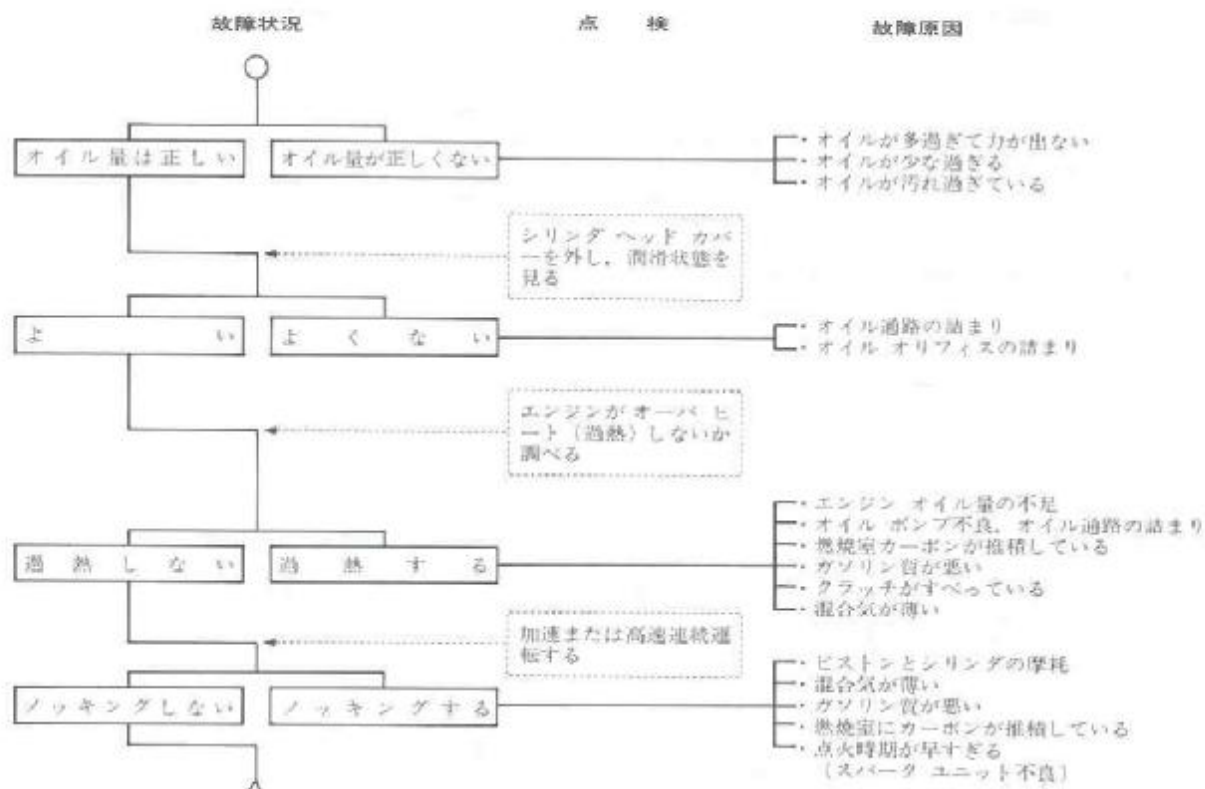 故障状況 点検 故障原因
オイル量は正しい オイル量が正しくない
・オイルが多過ぎて力が出ない
・オイルが少な過ぎる
・オイルが汚れ過ぎている
シリンダ ヘッド カバ
ーを外し，潤滑状態を
見る
よい よくない
・オイル通路の詰まり
・オイル オリフィスの詰まり
エンジンがオーバ ヒ
ート（過熱）しないか
調べる
過熱しない 過熱する
・エンジン オイル量の不足
・オイル ポンプ不良，オイル通路の詰まり
・燃焼室カーボンが堆積している
・ガソリン質が悪い
・クラッチがすべっている
・混合気が薄い
加速または高速連続運
転する
ノッキングしない ノッキングする
・ピストンとシリンダの摩耗
・混合気が薄い
・ガソリン質が悪い
・燃焼室にカーボンが堆積している
・点火時期が早すぎる
（スパーク ユニット不良）